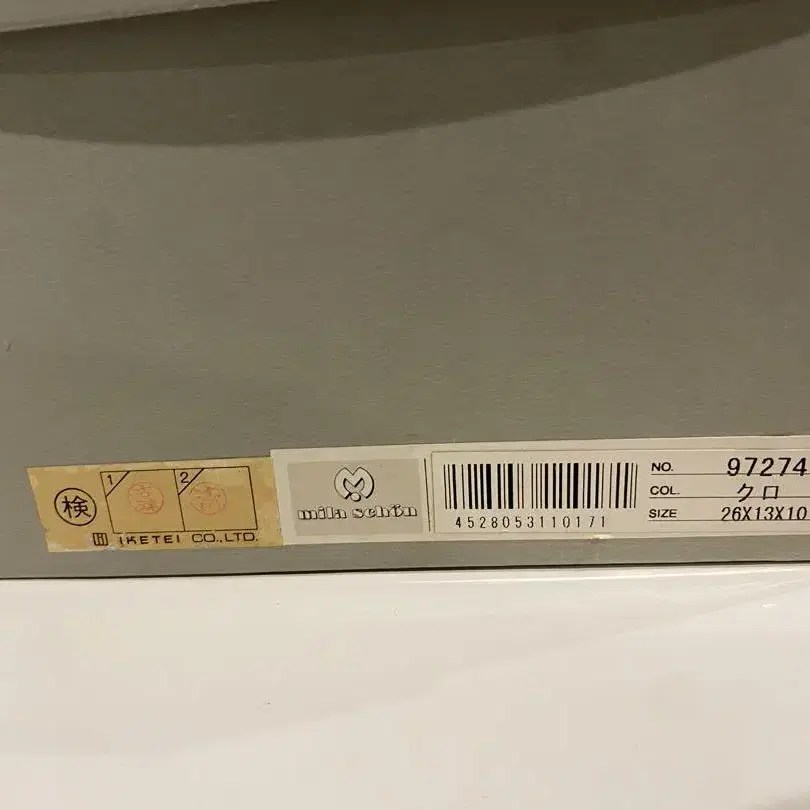 検
1
2
IKETEI CO.,LTD.
mila schön
4528053110171
NO. 97274
COL. クロ
SIZE 26X13X10